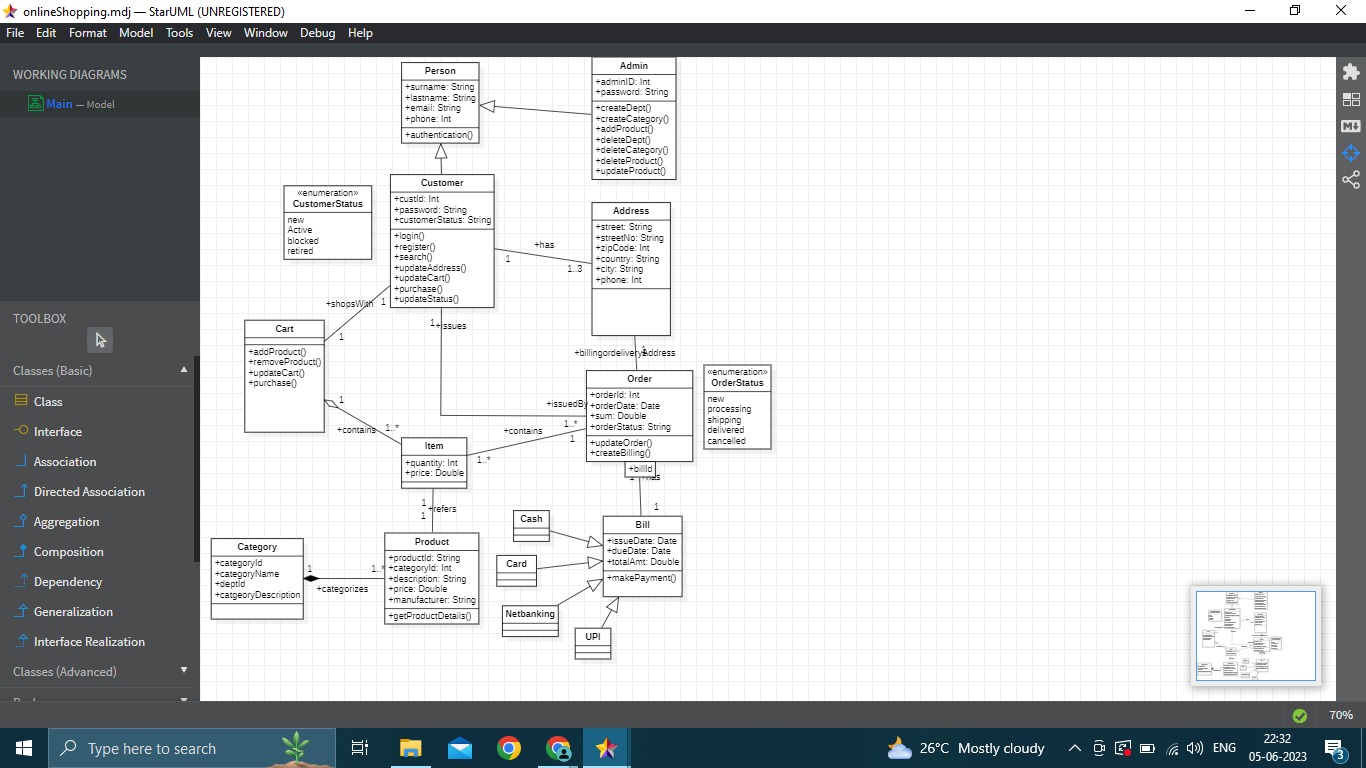 onlineShopping.mdj — StarUML (UNREGISTERED)
File Edit Format Model Tools Lists View Window Debug Help
WORKING DIAGRAMS
Main — Model
TOOLBOX
Classes (Basic)
Class
Interface
Association
Directed Association
Aggregation
Composition
Dependency
Generalization
Interface Realization
Classes (Advanced)
Person
+surname: String
+lastname: String
+email: String
+phone: Int
+authentication()
Admin
+adminID: Int
+password: String
+createDept()
+createCategory()
+addProduct()
+deleteDept()
+deleteCategory()
+deleteProduct()
+updateProduct()
«enumeration»
CustomerStatus
new
Active
blocked
retired
Customer
+custId: Int
+password: String
+customerStatus: String
+login()
+register()
+search()
+updateAddress()
+updateCart()
+purchase()
+updateStatus()
+has
1
1..3
Address
+street: String
+streetNo: String
+zipCode: Int
+country: String
+city: String
+phone: Int
+shopsWith
1
1
1
+issues
Cart
+addProduct()
+removeProduct()
+updateCart()
+purchase()
+billingordeliveryAddress
Order
+orderId: Int
+orderDate: Date
+sum: Double
+orderStatus: String
+updateOrder()
+createBilling()
+issuedBy
1..*
«enumeration»
OrderStatus
new
processing
shipping
delivered
cancelled
1
+contains
1..*
+contains
1
1..*
Item
+quantity: Int
+price: Double
+billId
1
+has
1
1
+refers
1
Category
+categoryId
+categoryName
+deptId
+catgeoryDescription
1
1..*
+categorizes
Product
+productId: String
+categoryId: Int
+description: String
+price: Double
+manufacturer: String
+getProductDetails()
Cash
Card
Netbanking
UPI
Bill
+issueDate: Date
+dueDate: Date
+totalAmt: Double
+makePayment()
70%
Type here to search
26°C Mostly cloudy
ENG
22:32
05-06-2023
3